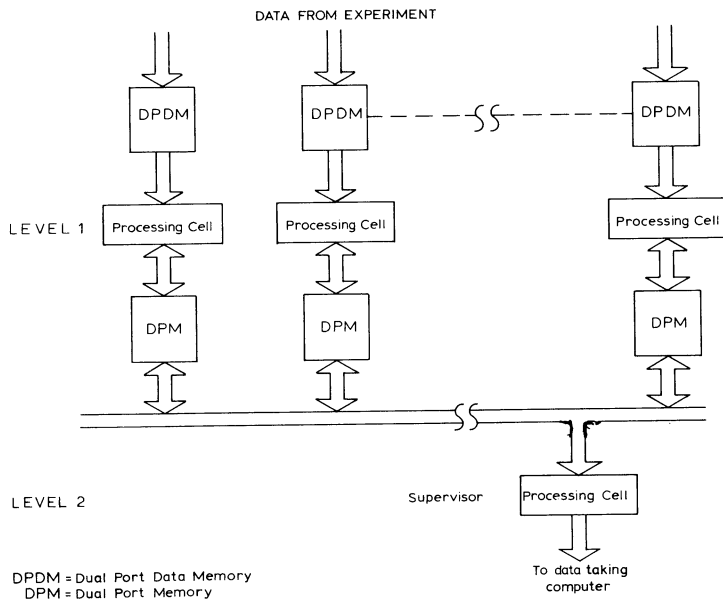 DATA FROM EXPERIMENT
DPDM DPDM DPDM
LEVEL 1 Processing Cell Processing Cell Processing Cell
DPM DPM DPM
LEVEL 2 Supervisor Processing Cell
To data taking
computer
DPDM = Dual Port Data Memory
DPM = Dual Port Memory